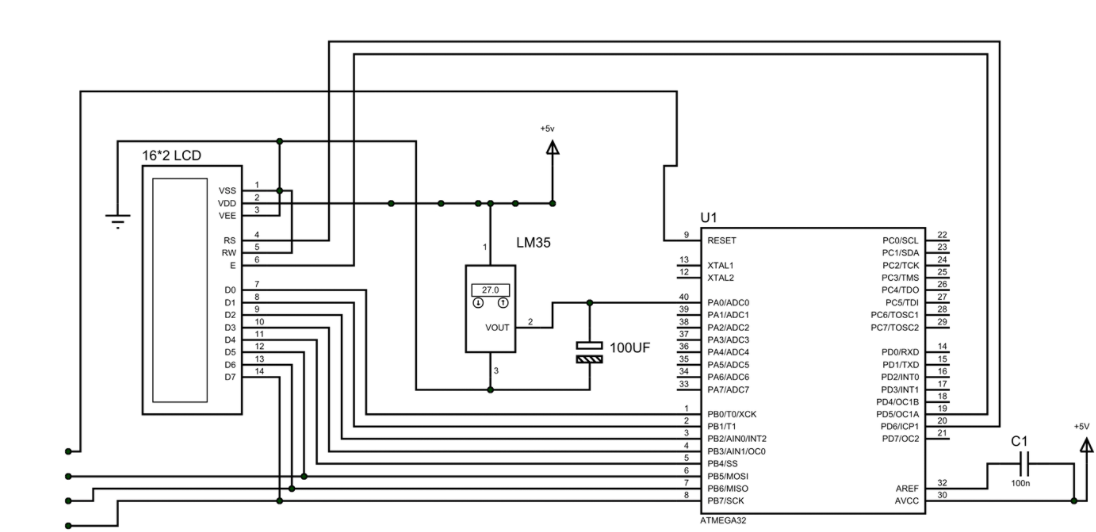 +5v
16*2 LCD
VSS 1
VDD 2
VEE 3
RS 4
RW 5
E 6
D0 7
D1 8
D2 9
D3 10
D4 11
D5 12
D6 13
D7 14
LM35
1
27.0
VOUT 2
3
100UF
U1
9 RESET
13 XTAL1
12 XTAL2
40 PA0/ADC0
39 PA1/ADC1
38 PA2/ADC2
37 PA3/ADC3
36 PA4/ADC4
35 PA5/ADC5
34 PA6/ADC6
33 PA7/ADC7
1 PB0/T0/XCK
2 PB1/T1
3 PB2/AIN0/INT2
4 PB3/AIN1/OC0
5 PB4/SS
6 PB5/MOSI
7 PB6/MISO
8 PB7/SCK
PC0/SCL 22
PC1/SDA 23
PC2/TCK 24
PC3/TMS 25
PC4/TDO 26
PC5/TDI 27
PC6/TOSC1 28
PC7/TOSC2 29
PD0/RXD 14
PD1/TXD 15
PD2/INT0 16
PD3/INT1 17
PD4/OC1B 18
PD5/OC1A 19
PD6/ICP1 20
PD7/OC2 21
AREF 32
AVCC 30
ATMEGA32
C1
100n
+5V